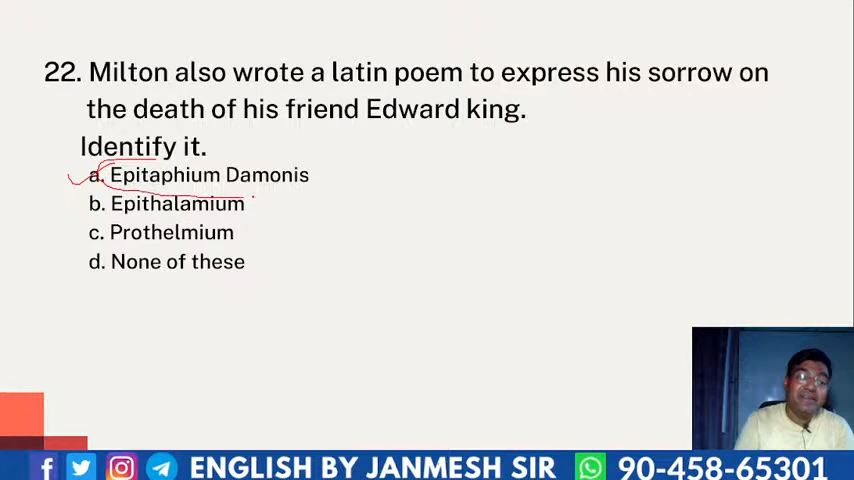 22. Milton also wrote a latin poem to express his sorrow on
the death of his friend Edward king.
Identify it.
a. Epitaphium Damonis
b. Epithalamium
c. Prothelmium
d. None of these
ENGLISH BY JANMESH SIR 90-458-65301